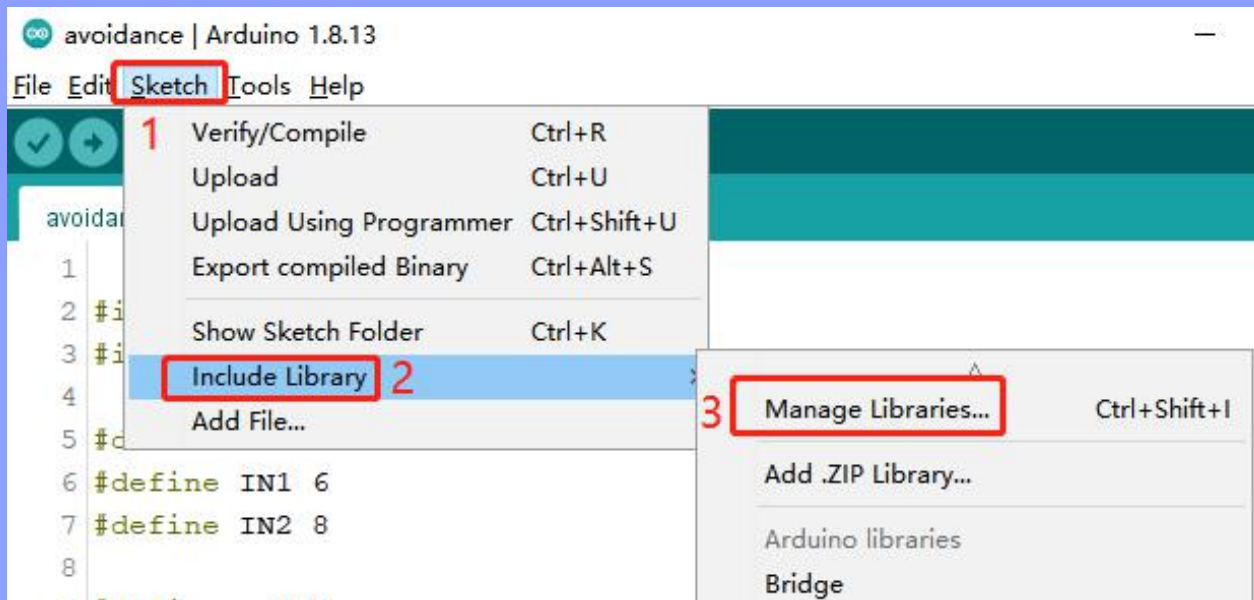 avoidance | Arduino 1.8.13
File Edit Sketch Tools Help
1
Verify/Compile Ctrl+R
Upload Ctrl+U
Upload Using Programmer Ctrl+Shift+U
Export compiled Binary Ctrl+Alt+S
Show Sketch Folder Ctrl+K
Include Library 2
Add File...
3 Manage Libraries... Ctrl+Shift+I
Add .ZIP Library...
Arduino libraries
Bridge
avoidan
1
2 #i
3 #i
4
5 #d
6 #define IN1 6
7 #define IN2 8
8